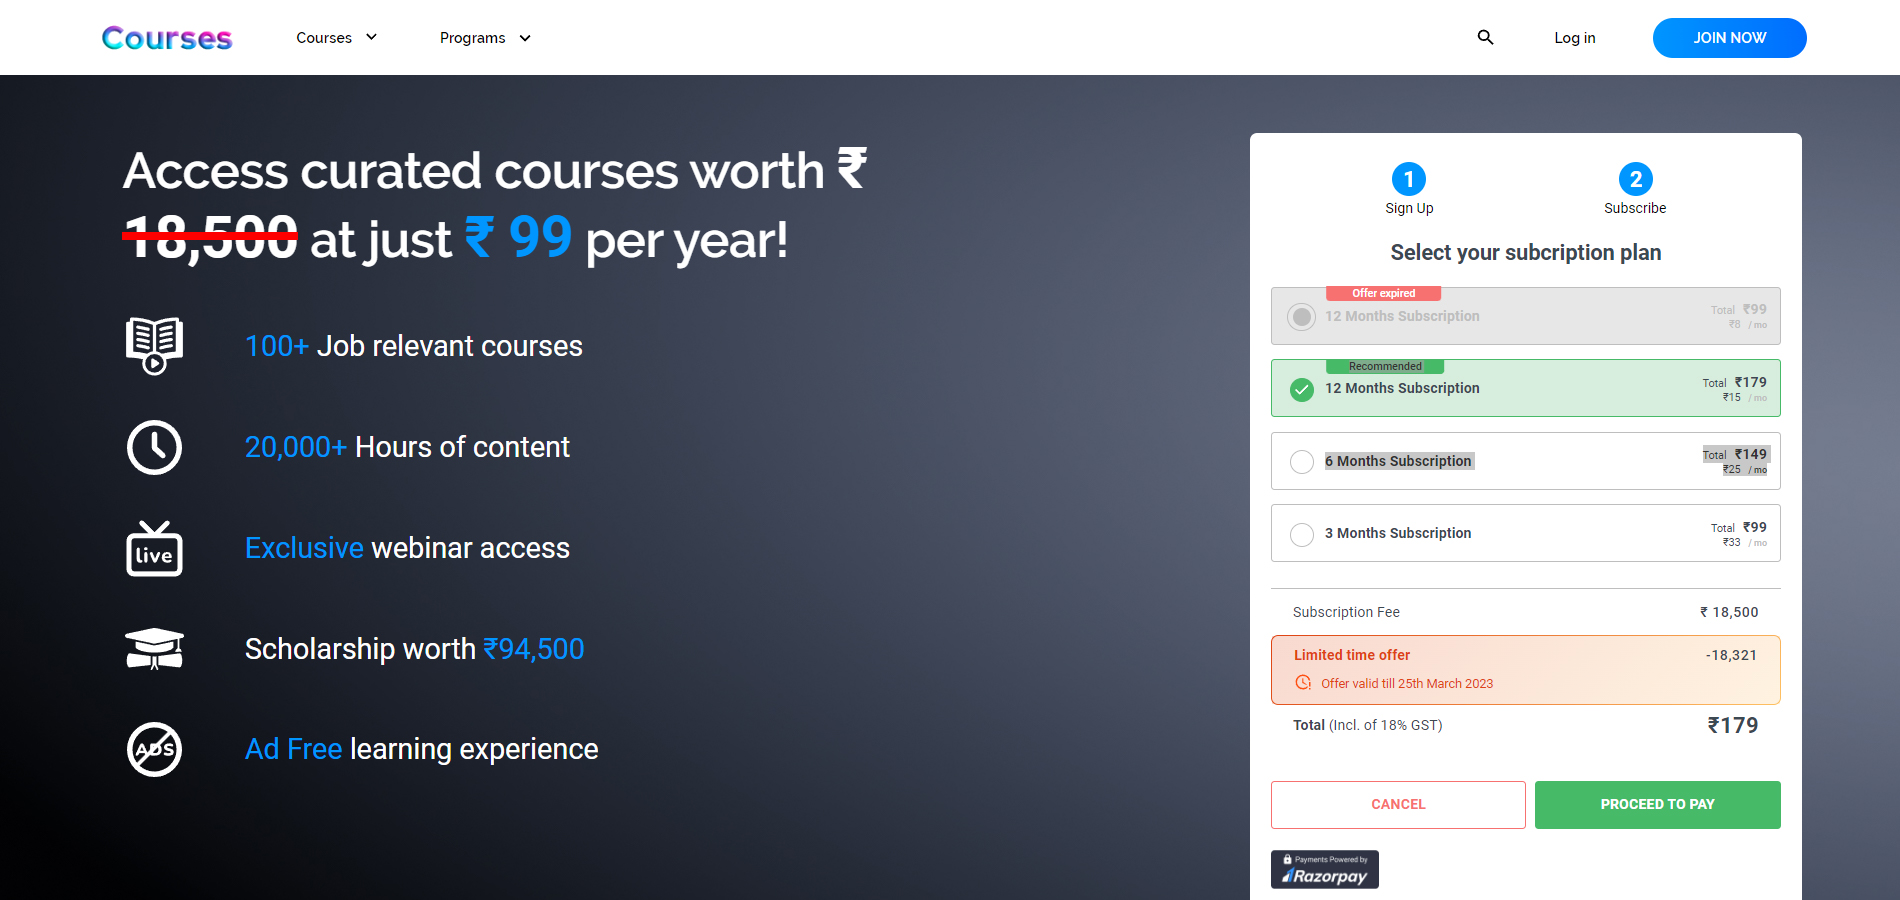 Courses
Courses
Programs
Log in
JOIN NOW
Access curated courses worth ₹
18,500 at just ₹ 99 per year!
100+ Job relevant courses
20,000+ Hours of content
live
Exclusive webinar access
Scholarship worth ₹94,500
ADS
Ad Free learning experience
1
2
Sign Up
Subscribe
Select your subcription plan
Offer expired
12 Months Subscription
Total ₹99
₹8 / mo
Recommended
12 Months Subscription
Total ₹179
₹15 / mo
6 Months Subscription
Total ₹149
₹25 / mo
3 Months Subscription
Total ₹99
₹33 / mo
Subscription Fee
₹ 18,500
Limited time offer
-18,321
Offer valid till 25th March 2023
Total (Incl. of 18% GST)
₹179
CANCEL
PROCEED TO PAY
Payments Powered by
Razorpay